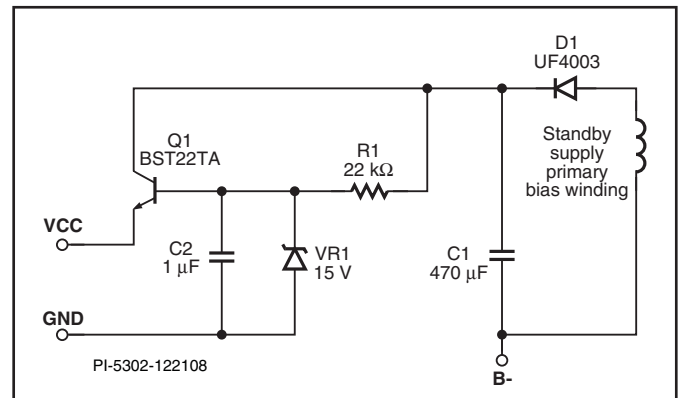 D1
UF4003
Q1
BST22TA
R1
22 kΩ
Standby
supply
primary
bias winding
VCC
C2
1 μF
VR1
15 V
C1
470 μF
GND
PI-5302-122108
B-